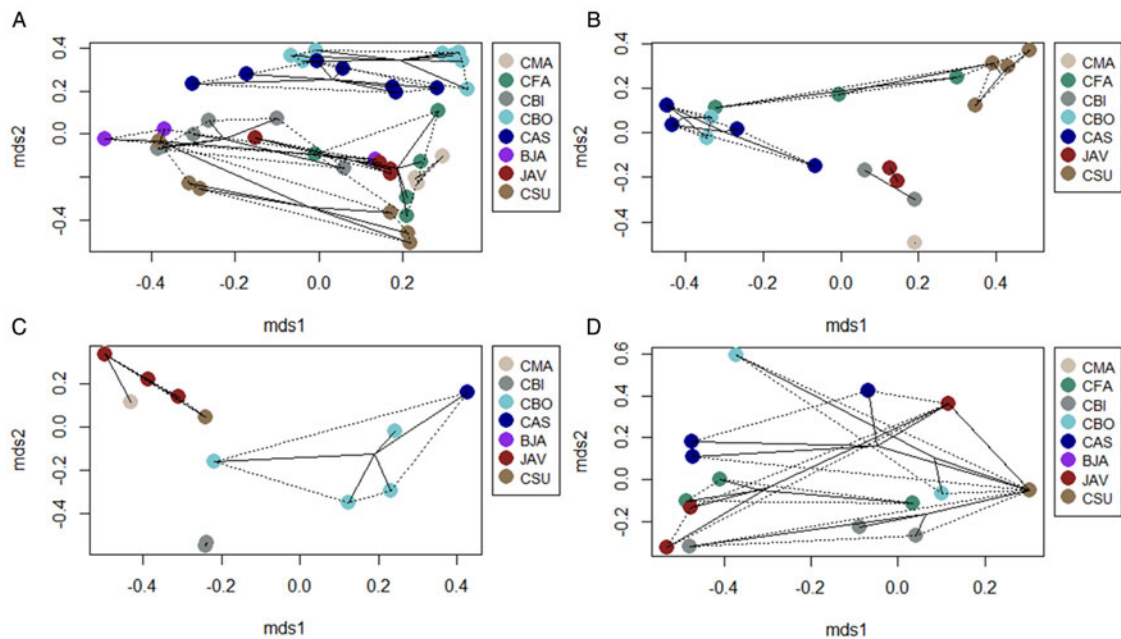 A
mds2
0.4
0.2
0.0
-0.4
-0.4
-0.2
0.0
0.2
mds1
CMA
CFA
CBI
CBO
CAS
BJA
JAV
CSU
B
mds2
0.4
0.2
0.0
-0.2
-0.4
-0.4
-0.2
0.0
0.2
0.4
mds1
CMA
CFA
CBI
CBO
CAS
JAV
CSU
C
mds2
0.2
0.0
-0.2
-0.4
-0.4
-0.2
0.0
0.2
0.4
mds1
CMA
CBI
CBO
CAS
BJA
JAV
CSU
D
mds2
0.6
0.4
0.2
0.0
-0.2
-0.4
-0.2
0.0
0.2
mds1
CMA
CFA
CBI
CBO
CAS
BJA
JAV
CSU